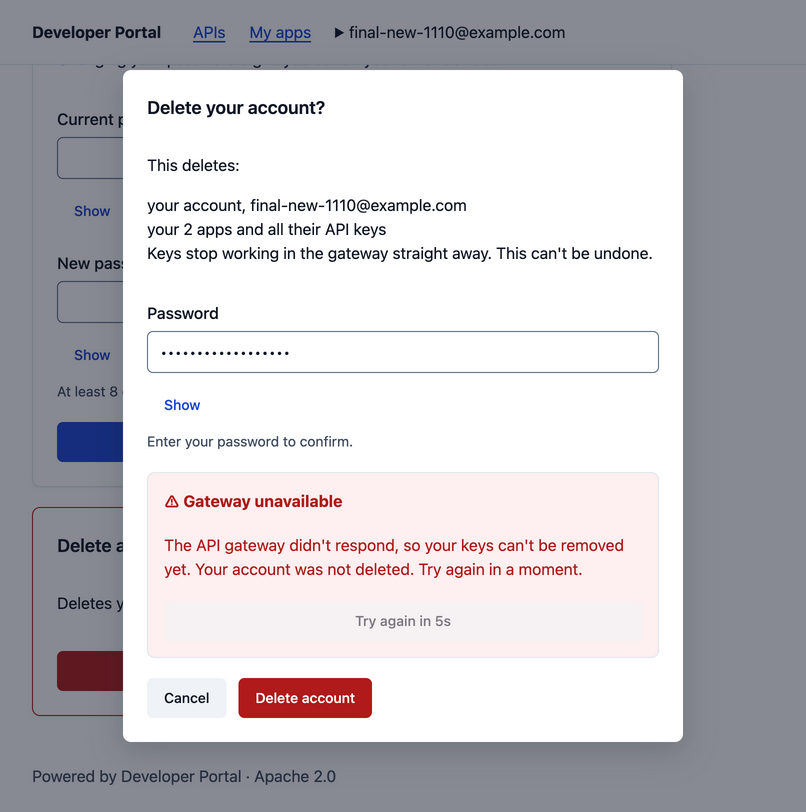 Developer Portal APIs My apps ▶ final-new-1110@example.com
Delete your account?
Current p
This deletes:
your account, final-new-1110@example.com
Show
your 2 apps and all their API keys
Keys stop working in the gateway straight away. This can't be undone.
New pass
Password
••••••••••••••••••
Show
At least 8
Show
Enter your password to confirm.
Gateway unavailable
Delete a
The API gateway didn't respond, so your keys can't be removed
yet. Your account was not deleted. Try again in a moment.
Deletes y
Try again in 5s
Cancel Delete account
Powered by Developer Portal · Apache 2.0